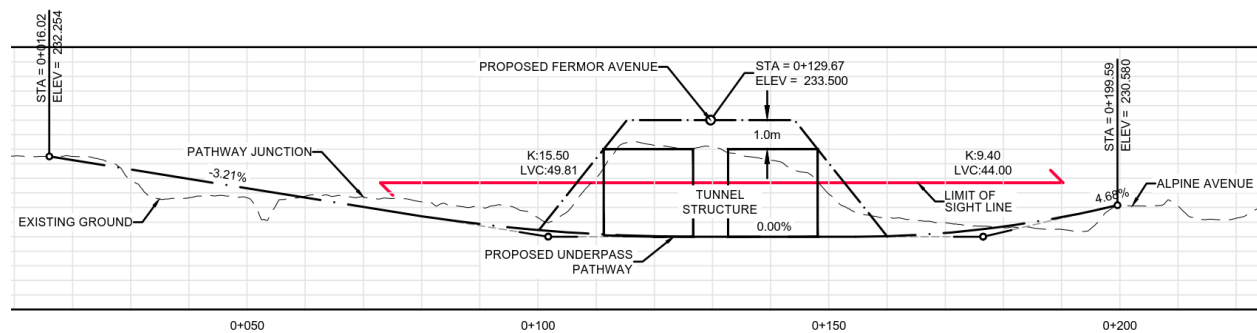 STA = 0+016.02
ELEV = 232.254
PROPOSED FERMOR AVENUE
STA = 0+129.67
ELEV = 233.500
STA = 0+199.59
ELEV = 230.580
1.0m
PATHWAY JUNCTION
-3.21%
K:15.50
LVC:49.81
K:9.40
LVC:44.00
4.68%
ALPINE AVENUE
EXISTING GROUND
TUNNEL
STRUCTURE
LIMIT OF
SIGHT LINE
0.00%
PROPOSED UNDERPASS
PATHWAY
0+050
0+100
0+150
0+200